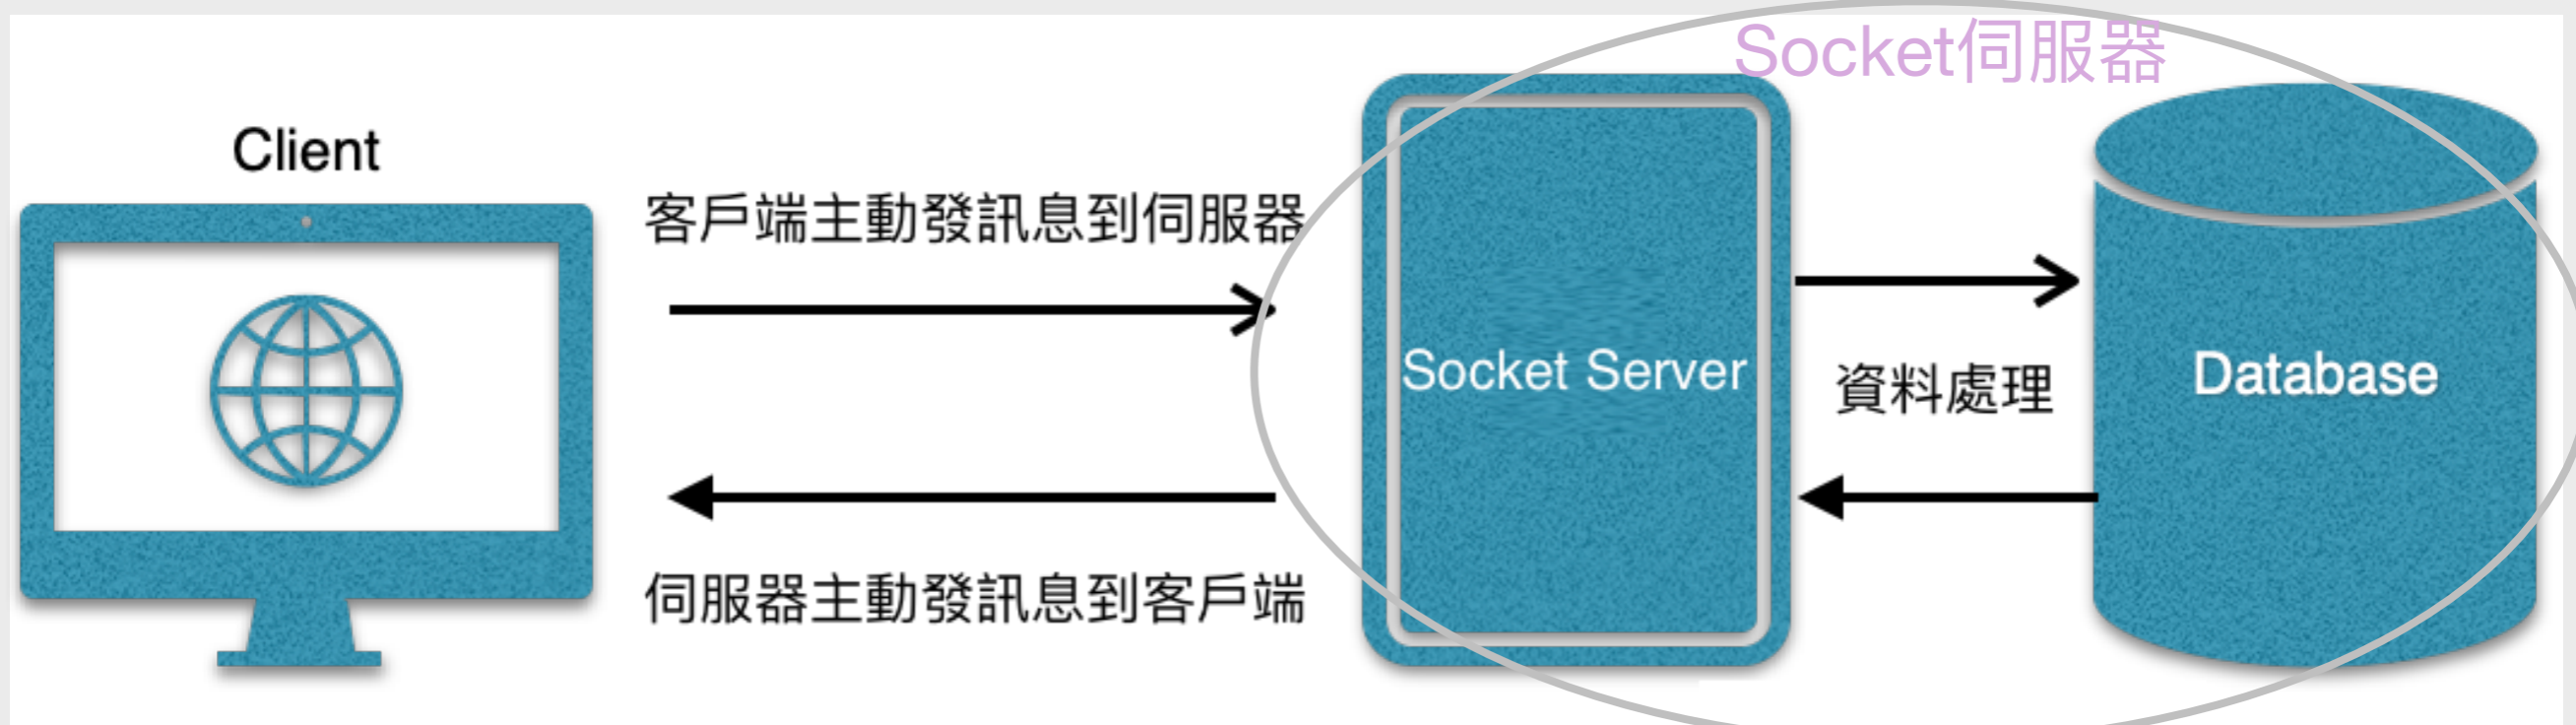 Socket伺服器
Client
客戶端主動發訊息到伺服器
Socket Server
資料處理
Database
伺服器主動發訊息到客戶端